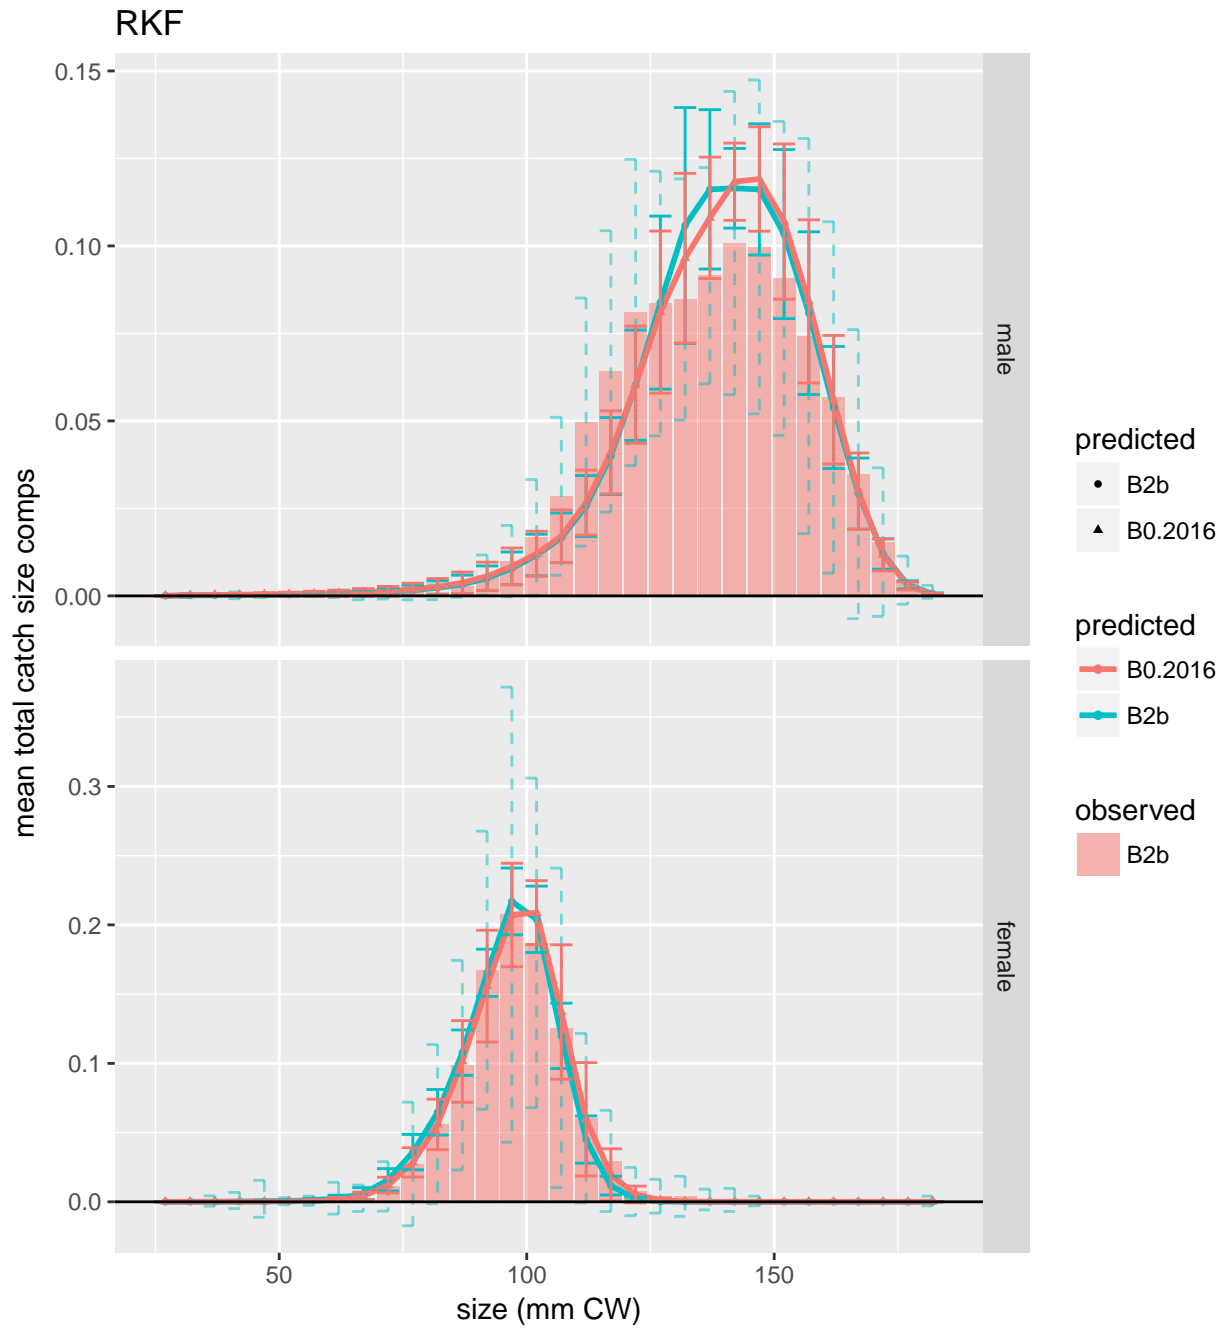 RKF
mean total catch size comps
0.15
0.10
0.05
0.00
male
0.3
0.2
0.1
0.0
female
50
100
150
size (mm CW)
predicted
B2b
B0.2016
predicted
B0.2016
B2b
observed
B2b